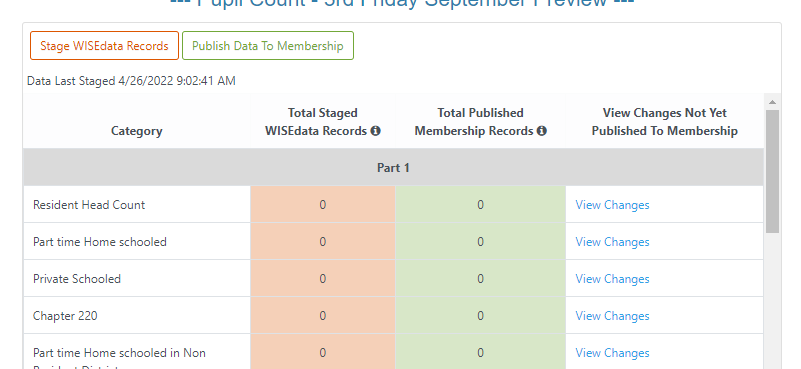 --- Pupil Count - 3rd Friday September Preview ---
Stage WISEdata Records Publish Data To Membership
Data Last Staged 4/26/2022 9:02:41 AM
Category
Total Staged
WISEdata Records
Total Published
Membership Records
View Changes Not Yet
Published To Membership
Part 1
Resident Head Count 0 0 View Changes
Part time Home schooled 0 0 View Changes
Private Schooled 0 0 View Changes
Chapter 220 0 0 View Changes
Part time Home schooled in Non 0 0 View Changes